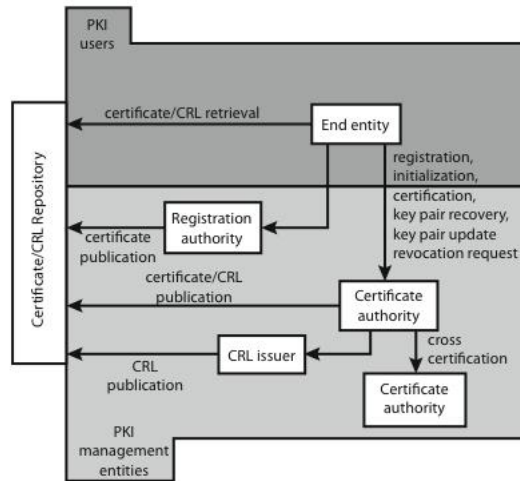 PKI
users
certificate/CRL retrieval
End entity
registration,
initialization,
certification,
key pair recovery,
key pair update
revocation request
Certificate/CRL Repository
Registration
authority
certificate
publication
certificate/CRL
publication
Certificate
authority
CRL issuer
CRL
publication
cross
certification
Certificate
authority
PKI
management
entities